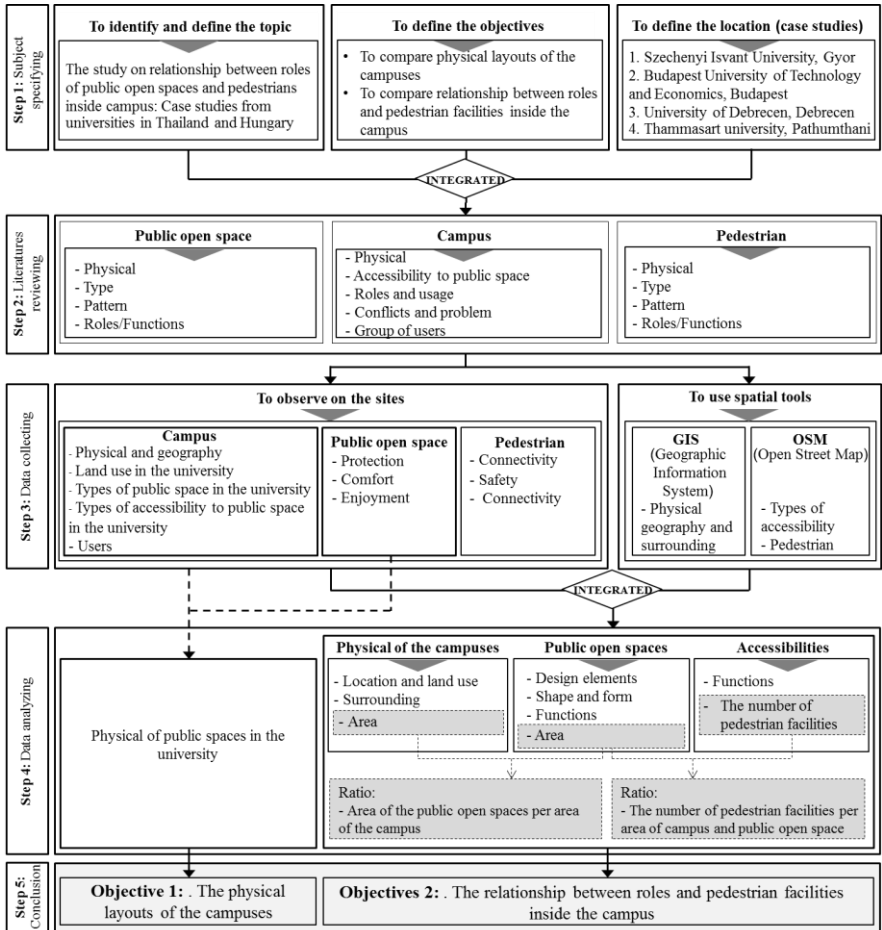 Step 1: Subject
specifying
To identify and define the topic
The study on relationship between roles
of public open spaces and pedestrians
inside campus: Case studies from
universities in Thailand and Hungary
To define the objectives
• To compare physical layouts of the
campuses
• To compare relationship between roles
and pedestrian facilities inside the
campus
To define the location (case studies)
1. Szechenyi Isvant University, Gyor
2. Budapest University of Technology
and Economics, Budapest
3. University of Debrecen, Debrecen
4. Thammasart university, Pathumthani
INTEGRATED
Step 2: Literatures
reviewing
Public open space
- Physical
- Type
- Pattern
- Roles/Functions
Campus
- Physical
- Accessibility to public space
- Roles and usage
- Conflicts and problem
- Group of users
Pedestrian
- Physical
- Type
- Pattern
- Roles/Functions
Step 3: Data collecting
To observe on the sites
Campus
- Physical and geography
- Land use in the university
- Types of public space in the university
- Types of accessibility to public space
in the university
- Users
Public open space
- Protection
- Comfort
- Enjoyment
Pedestrian
- Connectivity
- Safety
- Connectivity
To use spatial tools
GIS
(Geographic
Information
System)
- Physical
geography and
surrounding
OSM
(Open Street Map)
- Types of
accessibility
- Pedestrian
INTEGRATED
Step 4: Data analyzing
Physical of public spaces in the
university
Physical of the campuses
- Location and land use
- Surrounding
- Area
Public open spaces
- Design elements
- Shape and form
- Functions
- Area
Accessibilities
- Functions
- The number of
pedestrian facilities
Ratio:
- Area of the public open spaces per area
of the campus
Ratio:
- The number of pedestrian facilities per
area of campus and public open space
Step 5:
Conclusion
Objective 1: . The physical
layouts of the campuses
Objectives 2: . The relationship between roles and pedestrian facilities
inside the campus